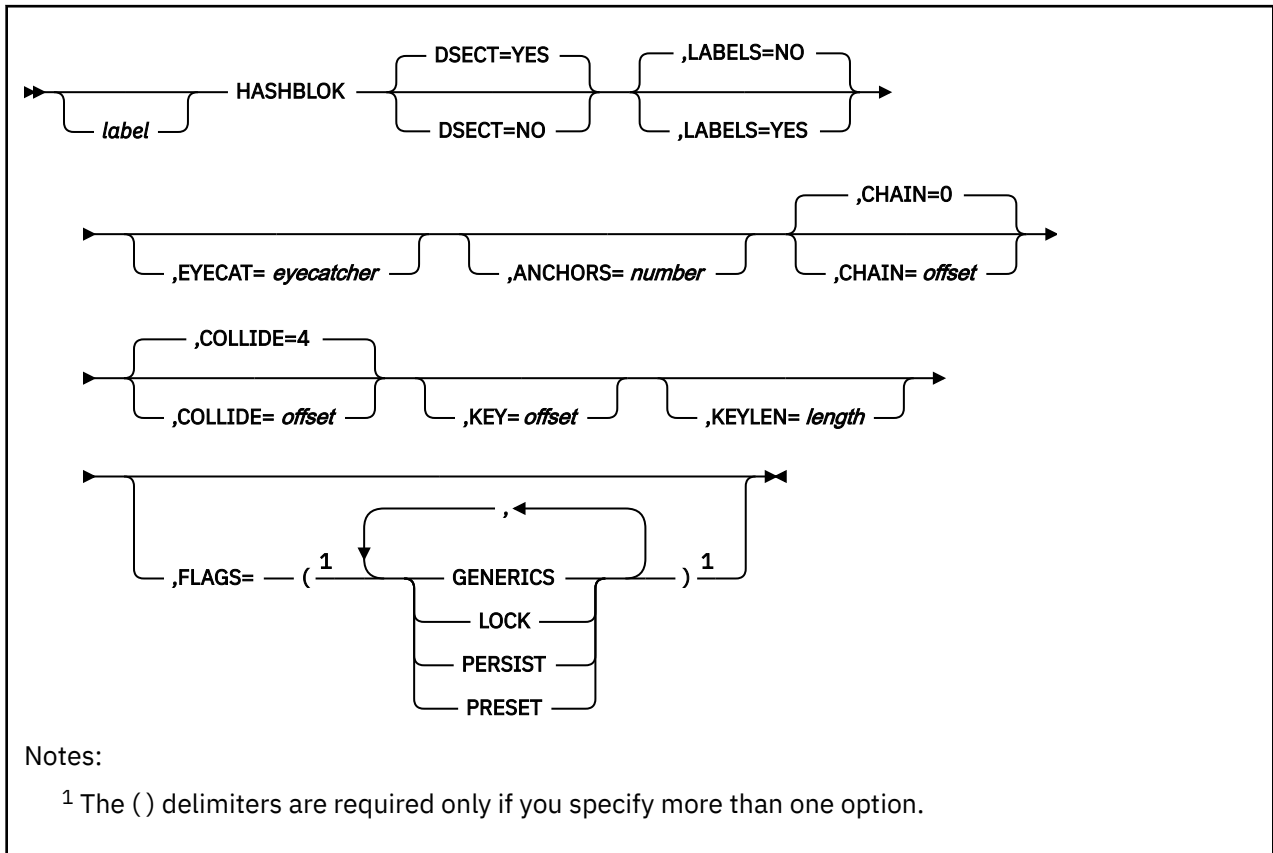 DSECT=YES ,LABELS=NO
label HASHBLOK
DSECT=NO ,LABELS=YES
,CHAIN=0
,EYECAT= eyecatcher ,ANCHORS= number ,CHAIN= offset
,COLLIDE=4
,COLLIDE= offset ,KEY= offset ,KEYLEN= length
,
,FLAGS= ( 1 GENERICS ) 1
LOCK
PERSIST
PRESET
Notes:
1 The ( ) delimiters are required only if you specify more than one option.